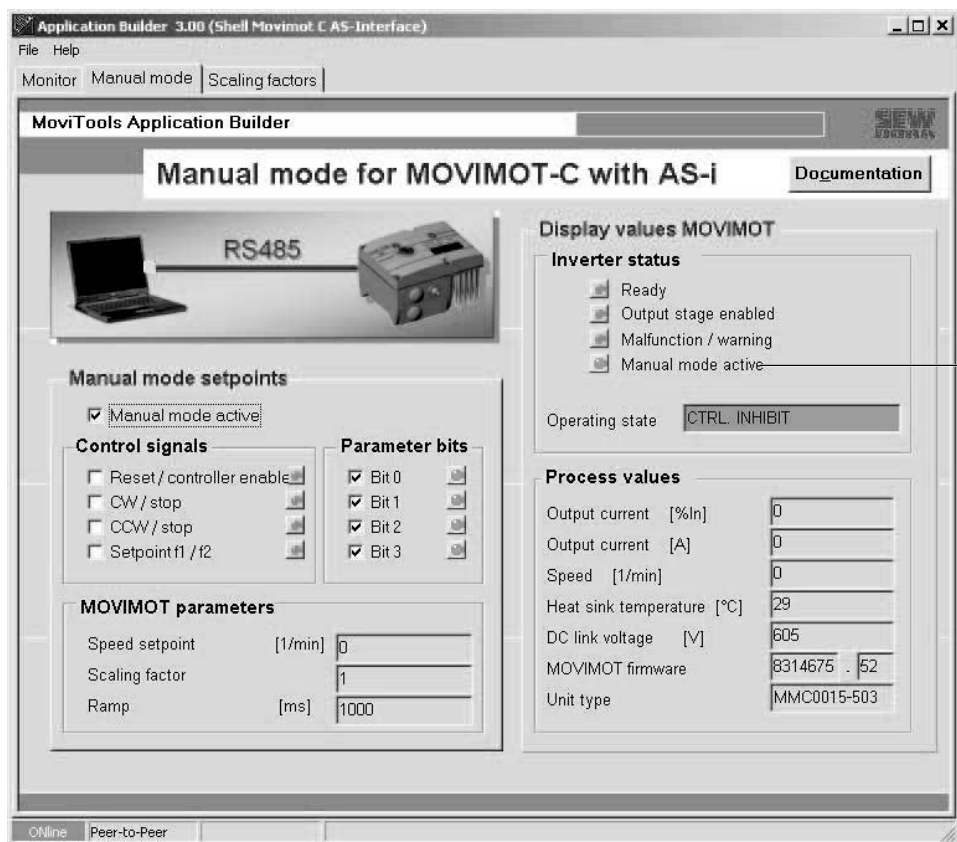 Application Builder 3.00 (Shell Movimot C AS-Interface)
File Help
Monitor Manual mode Scaling factors
MoviTools Application Builder
SEW
EURODRIVE
Manual mode for MOVIMOT-C with AS-i
Documentation
RS485
Manual mode setpoints
Manual mode active
Control signals
Reset / controller enable
CW / stop
CCW / stop
Setpoint f1 / f2
Parameter bits
Bit 0
Bit 1
Bit 2
Bit 3
MOVIMOT parameters
Speed setpoint [1/min] 0
Scaling factor 1
Ramp [ms] 1000
Display values MOVIMOT
Inverter status
Ready
Output stage enabled
Malfunction / warning
Manual mode active
Operating state CTRL. INHIBIT
Process values
Output current [%In] 0
Output current [A] 0
Speed [1/min] 0
Heat sink temperature [°C] 29
DC link voltage [V] 605
MOVIMOT firmware 8314675 . 52
Unit type MMC0015-503
ONline Peer-to-Peer